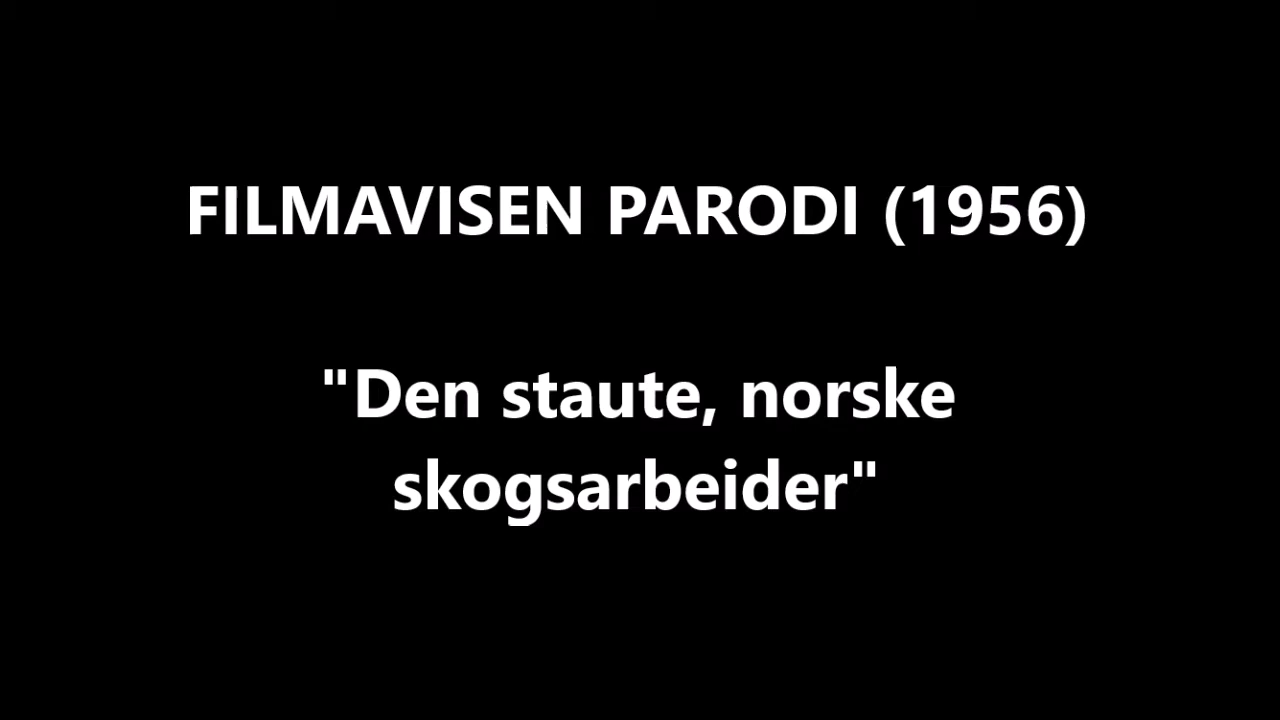 FILMAVISEN PARODI (1956)
"Den staute, norske
skogsarbeider"